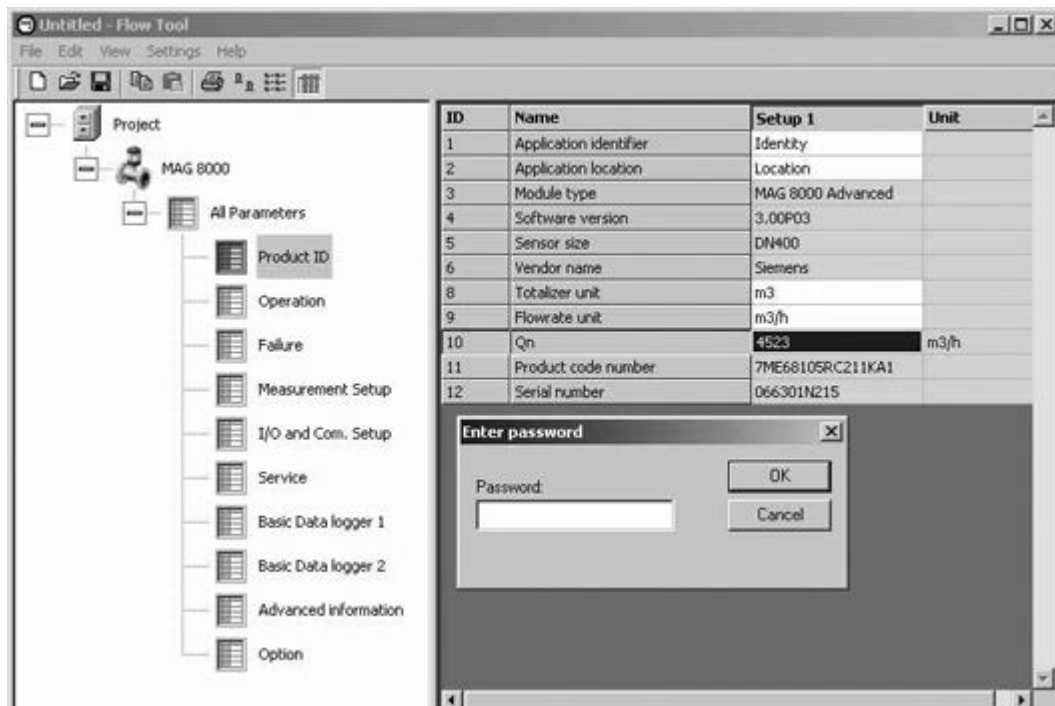 Untitled - Flow Tool
File Edit View Settings Help
Project
MAG 8000
All Parameters
Product ID
Operation
Failure
Measurement Setup
I/O and Com. Setup
Service
Basic Data logger 1
Basic Data logger 2
Advanced information
Option
ID Name Setup 1 Unit
1 Application identifier Identity
2 Application location Location
3 Module type MAG 8000 Advanced
4 Software version 3.00P03
5 Sensor size DN400
6 Vendor name Siemens
8 Totalizer unit m3
9 Flowrate unit m3/h
10 Qn 4523 m3/h
11 Product code number 7ME68105RC211KA1
12 Serial number 066301N215
Enter password
Password:
OK
Cancel